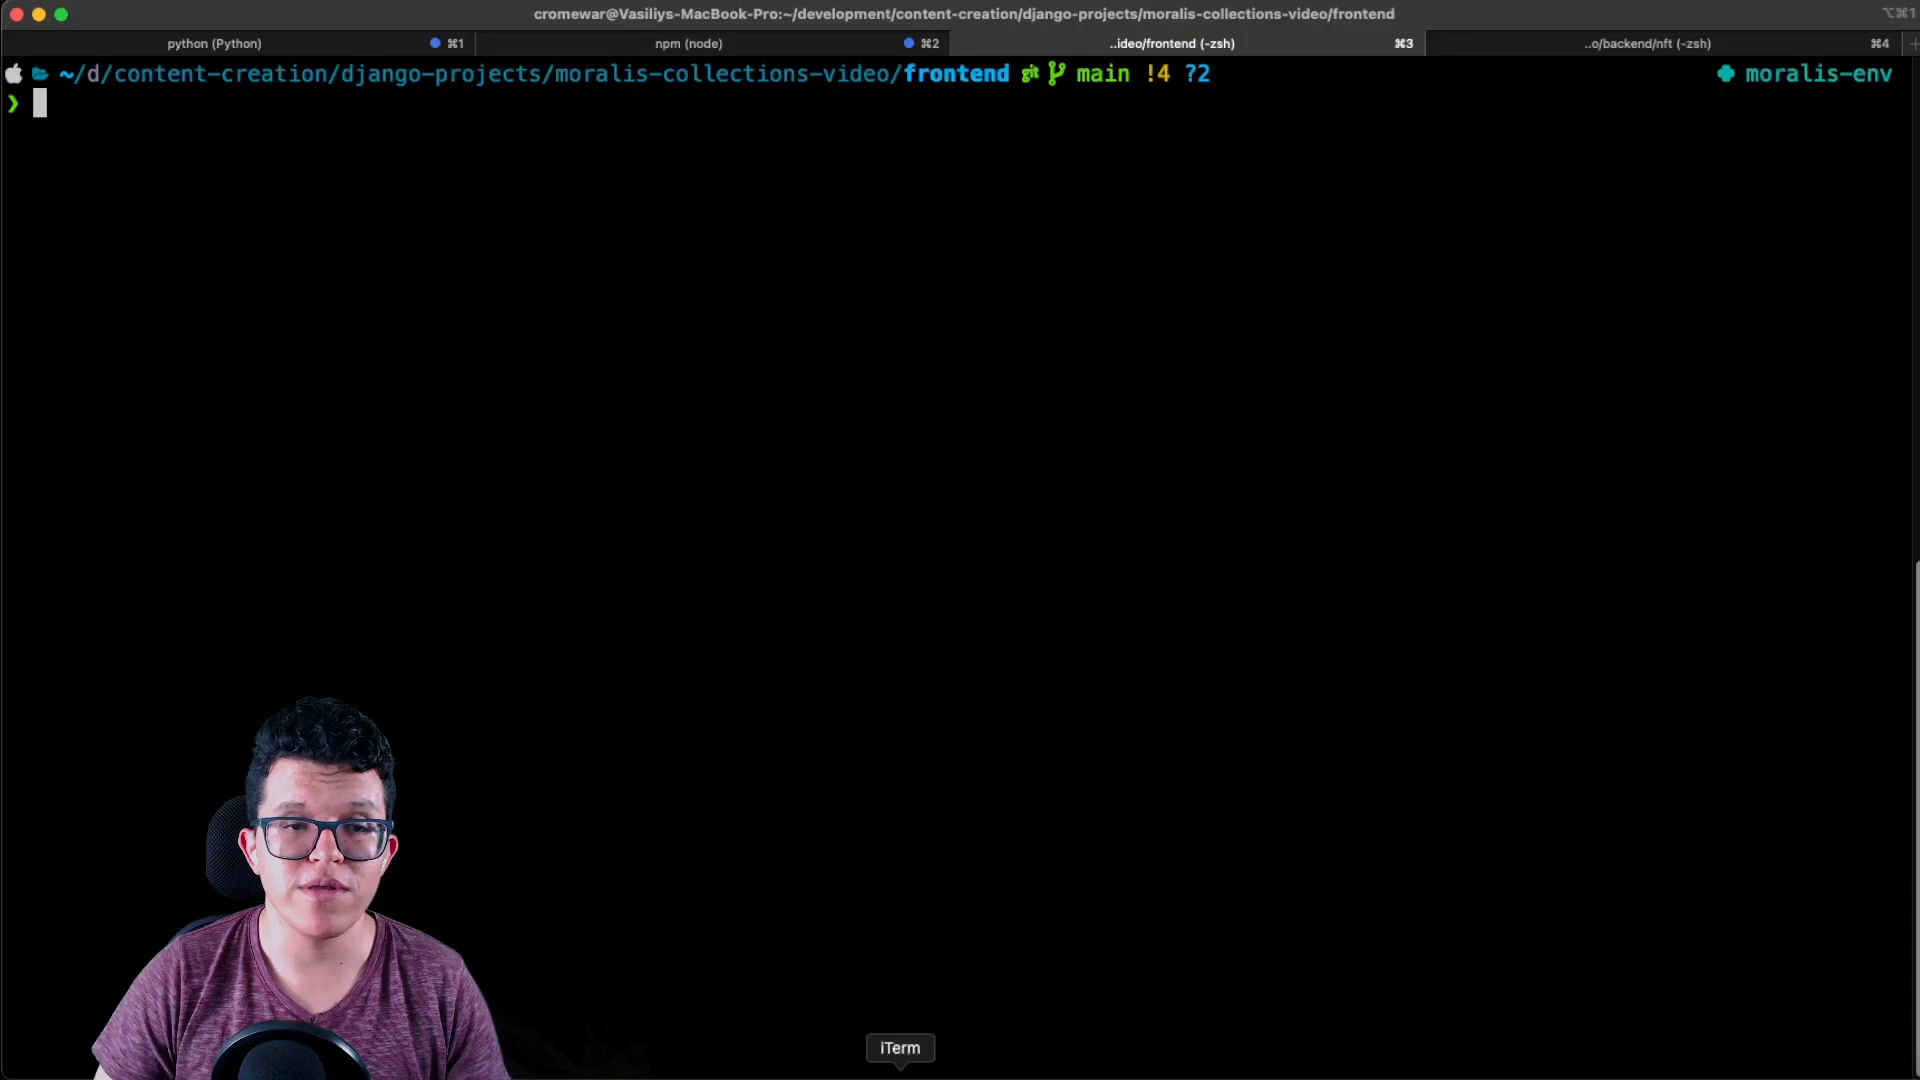 cromewar@Vasiliys-MacBook-Pro:~/development/content-creation/django-projects/moralis-collections-video/frontend
⌥⌘1
python (Python) ⌘1
npm (node) ⌘2
..ideo/frontend (-zsh) ⌘3
..o/backend/nft (-zsh) ⌘4
~/d/content-creation/django-projects/moralis-collections-video/frontend git main !4 ?2
moralis-env
❯
iTerm